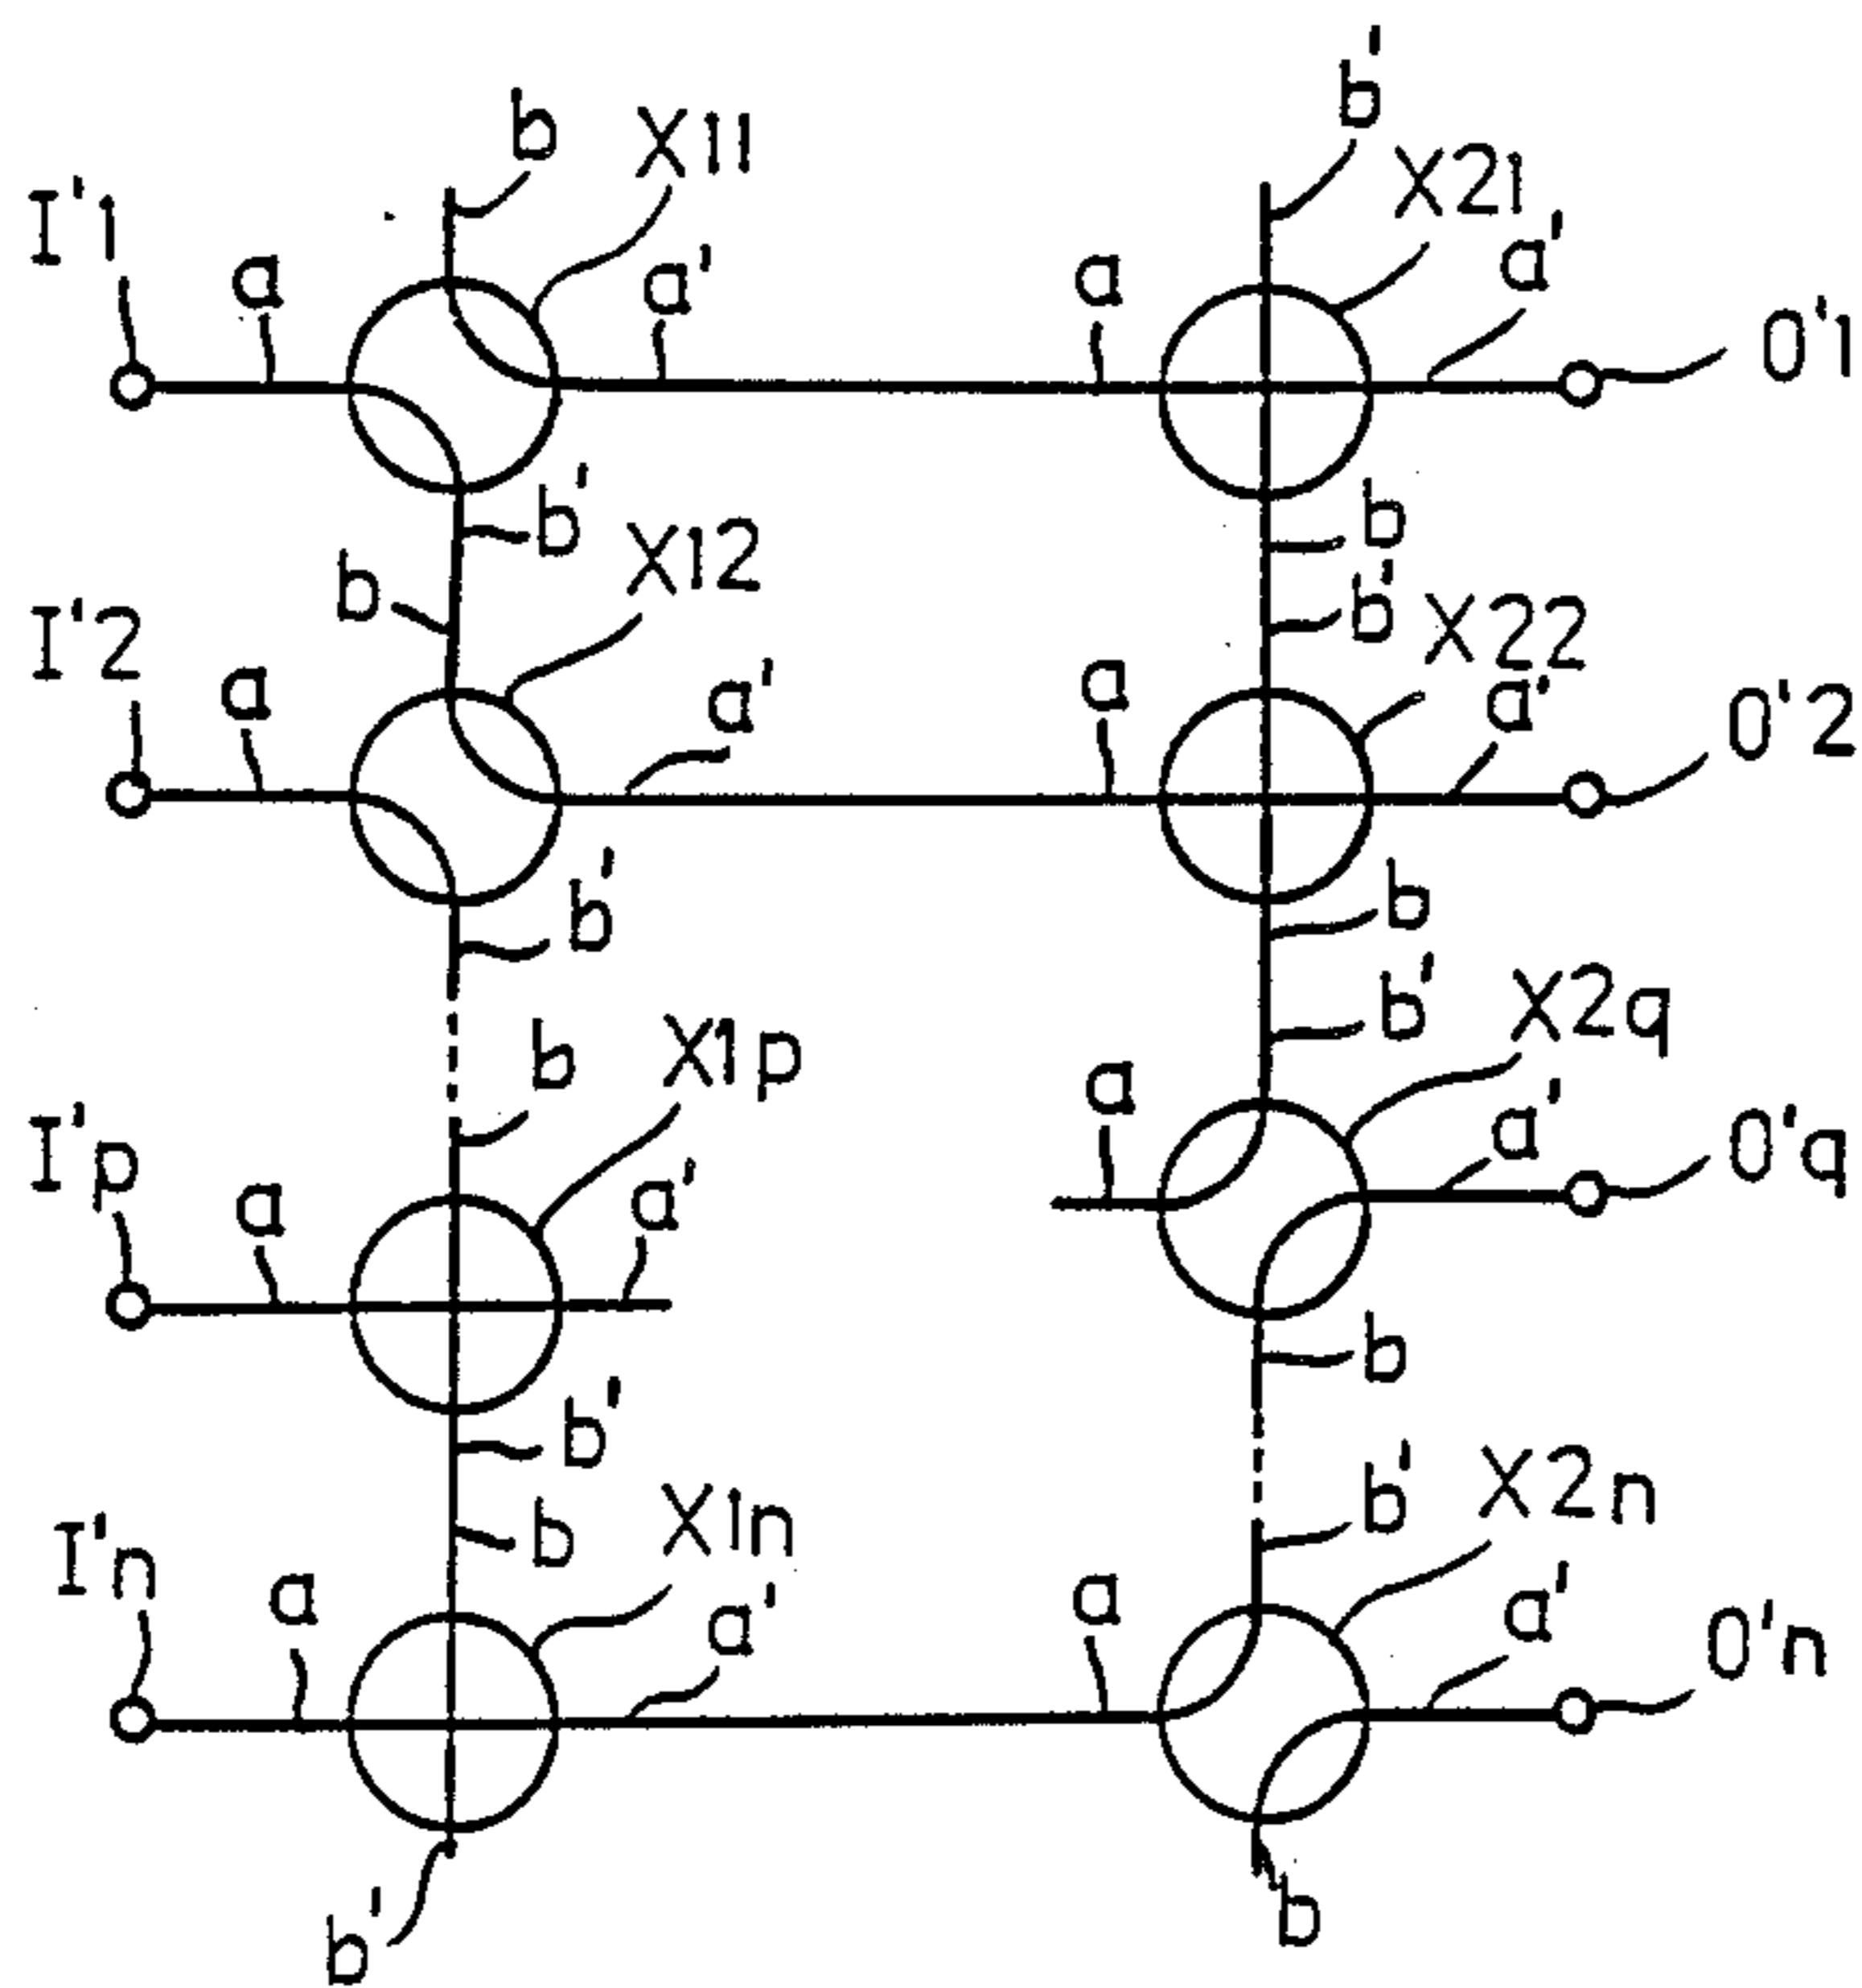 b'
b X11 X21
I'1 a a' a a' O'1
b' b
b X12 b' X22
I'2 a a' a a' O'2
b' b
b X1p b' X2q
I'p a a' a a' O'q
b' b
b X1n b' X2n
I'n a a' a a' O'n
b' b